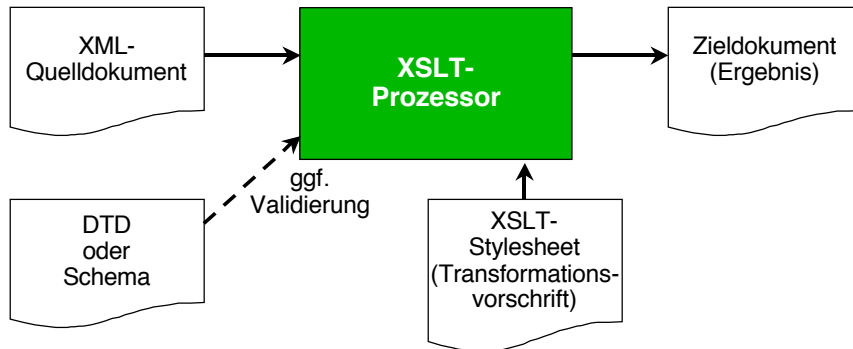 XML-
Quelldokument
XSLT-
Prozessor
Zieldokument
(Ergebnis)
ggf.
Validierung
DTD
oder
Schema
XSLT-
Stylesheet
(Transformations-
vorschrift)